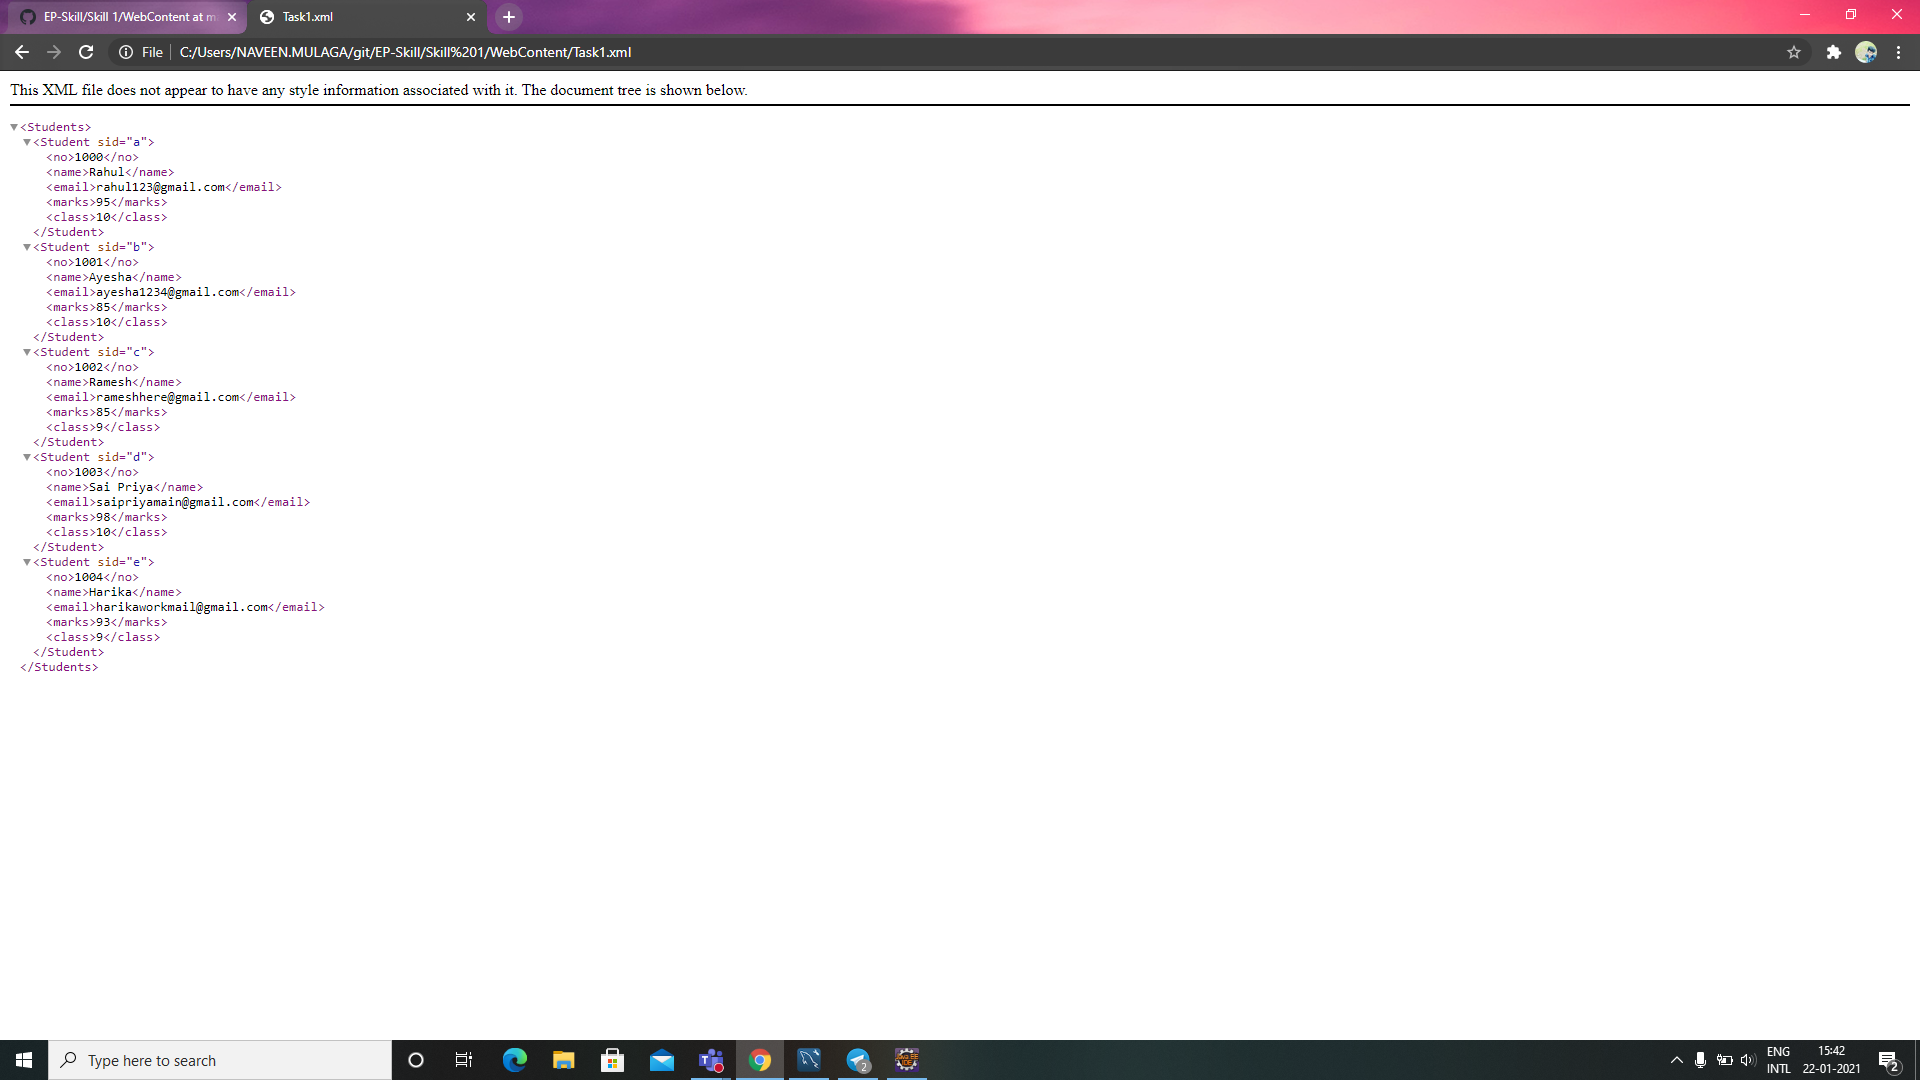 EP-Skill/Skill 1/WebContent at m
Task1.xml
File C:/Users/NAVEEN.MULAGA/git/EP-Skill/Skill%201/WebContent/Task1.xml
This XML file does not appear to have any style information associated with it. The document tree is shown below.
<Students>
<Student sid="a">
<no>1000</no>
<name>Rahul</name>
<email>rahul123@gmail.com</email>
<marks>95</marks>
<class>10</class>
</Student>
<Student sid="b">
<no>1001</no>
<name>Ayesha</name>
<email>ayesha1234@gmail.com</email>
<marks>85</marks>
<class>10</class>
</Student>
<Student sid="c">
<no>1002</no>
<name>Ramesh</name>
<email>rameshhere@gmail.com</email>
<marks>85</marks>
<class>9</class>
</Student>
<Student sid="d">
<no>1003</no>
<name>Sai Priya</name>
<email>saipriyamain@gmail.com</email>
<marks>98</marks>
<class>10</class>
</Student>
<Student sid="e">
<no>1004</no>
<name>Harika</name>
<email>harikaworkmail@gmail.com</email>
<marks>93</marks>
<class>9</class>
</Student>
</Students>
Type here to search
2
ENG
INTL
15:42
22-01-2021
2